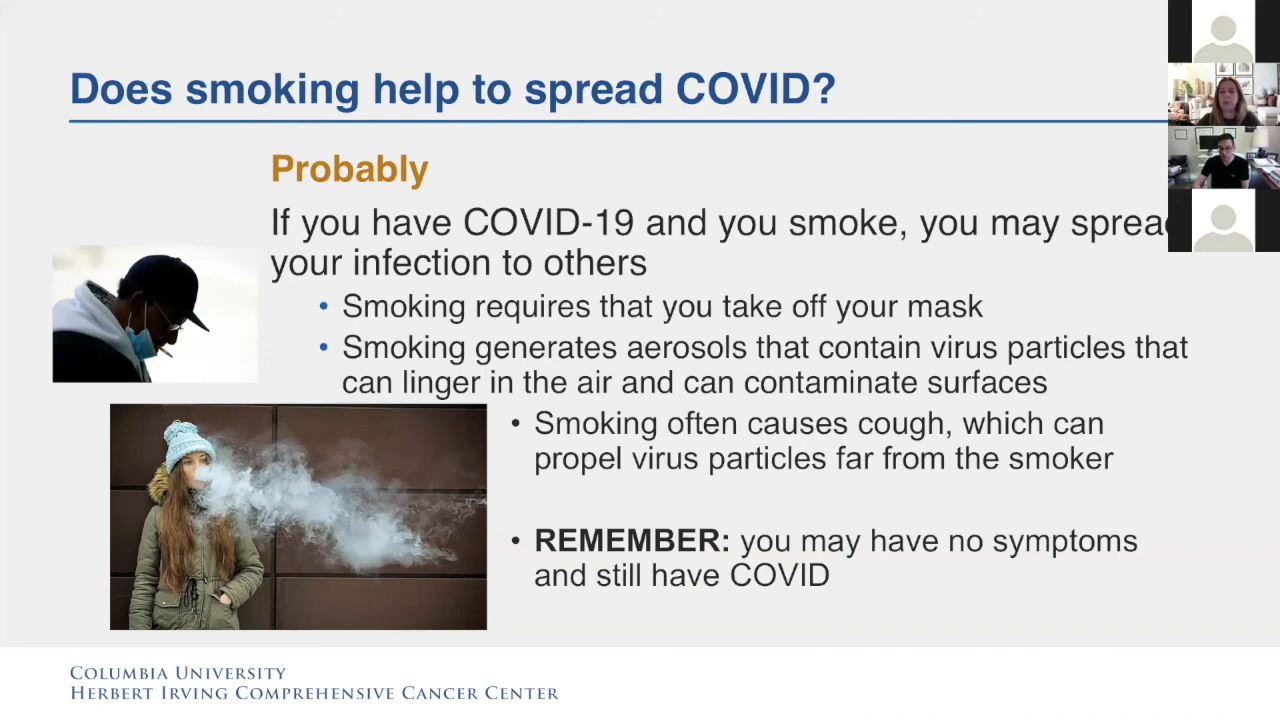 Does smoking help to spread COVID?
Probably
If you have COVID-19 and you smoke, you may spread
your infection to others
• Smoking requires that you take off your mask
• Smoking generates aerosols that contain virus particles that
can linger in the air and can contaminate surfaces
• Smoking often causes cough, which can
propel virus particles far from the smoker
• REMEMBER: you may have no symptoms
and still have COVID
COLUMBIA UNIVERSITY
HERBERT IRVING COMPREHENSIVE CANCER CENTER